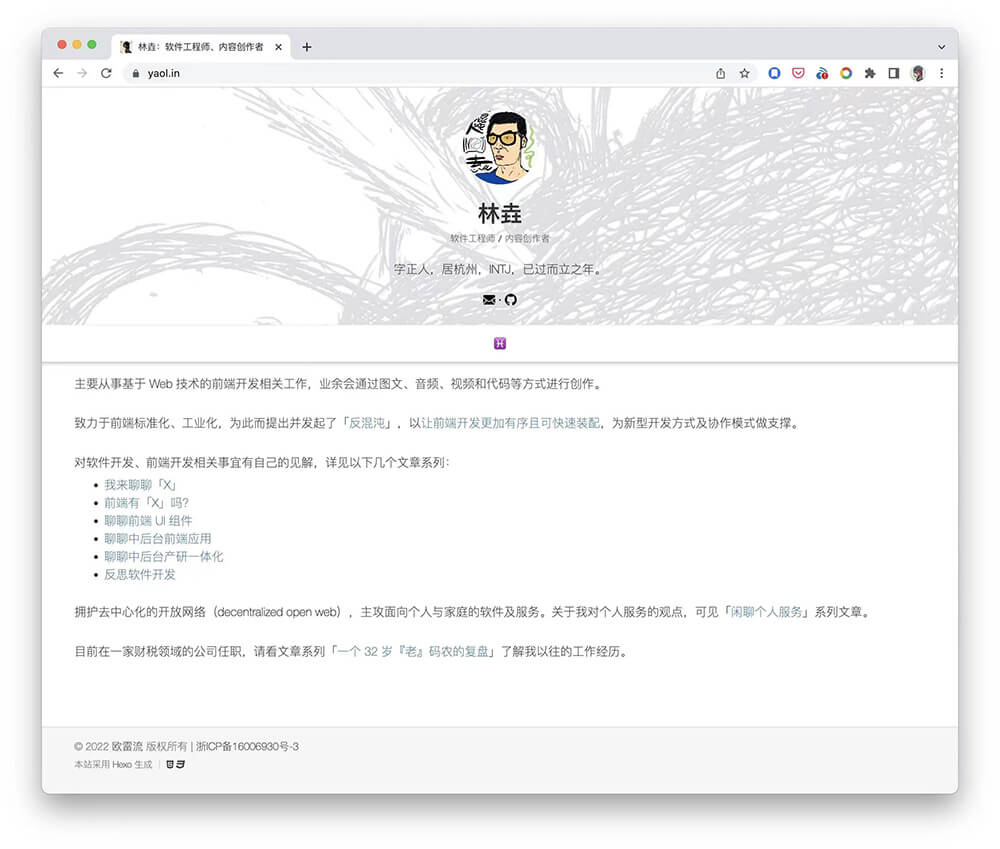 林垚：软件工程师、内容创作者
yaol.in
林垚
软件工程师 / 内容创作者
字正人，居杭州，INTJ，已过而立之年。
主要从事基于 Web 技术的前端开发相关工作，业余会通过图文、音频、视频和代码等方式进行创作。
致力于前端标准化、工业化，为此而提出并发起了「反混沌」，以让前端开发更加有序且可快速装配，为新型开发方式及协作模式做支撑。
对软件开发、前端开发相关事宜有自己的见解，详见以下几个文章系列：
我来聊聊「X」
前端有「X」吗？
聊聊前端 UI 组件
聊聊中后台前端应用
聊聊中后台产研一体化
反思软件开发
拥护去中心化的开放网络（decentralized open web），主攻面向个人与家庭的软件及服务。关于我对个人服务的观点，可见「闲聊个人服务」系列文章。
目前在一家财税领域的公司任职，请看文章系列「一个 32 岁『老』码农的复盘」了解我以往的工作经历。
© 2022 欧雷流 版权所有 | 浙ICP备16006930号-3
本站采用 Hexo 生成 |